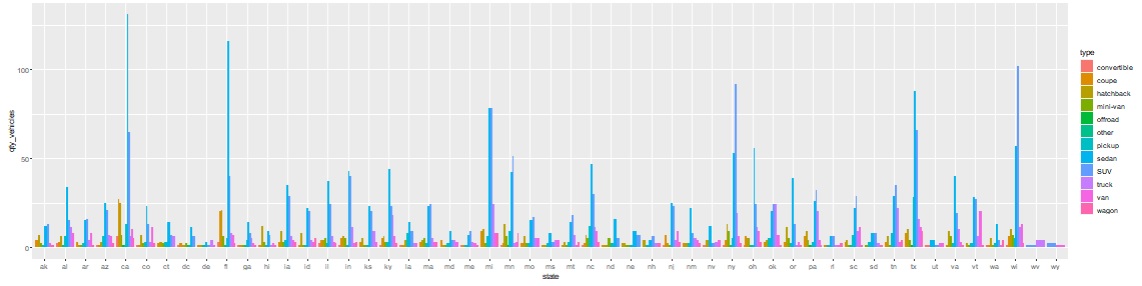 type
convertible
coupe
hatchback
mini-van
offroad
other
pickup
sedan
SUV
truck
van
wagon
qty_vehicles
100
50
0
ak al ar az ca co ct dc de fl ga hi ia id il in ks ky la ma md me mi mn mo ms mt nc nd ne nh nj nm nv ny oh ok or pa ri sc sd tn tx ut va vt wa wi wv wy
state